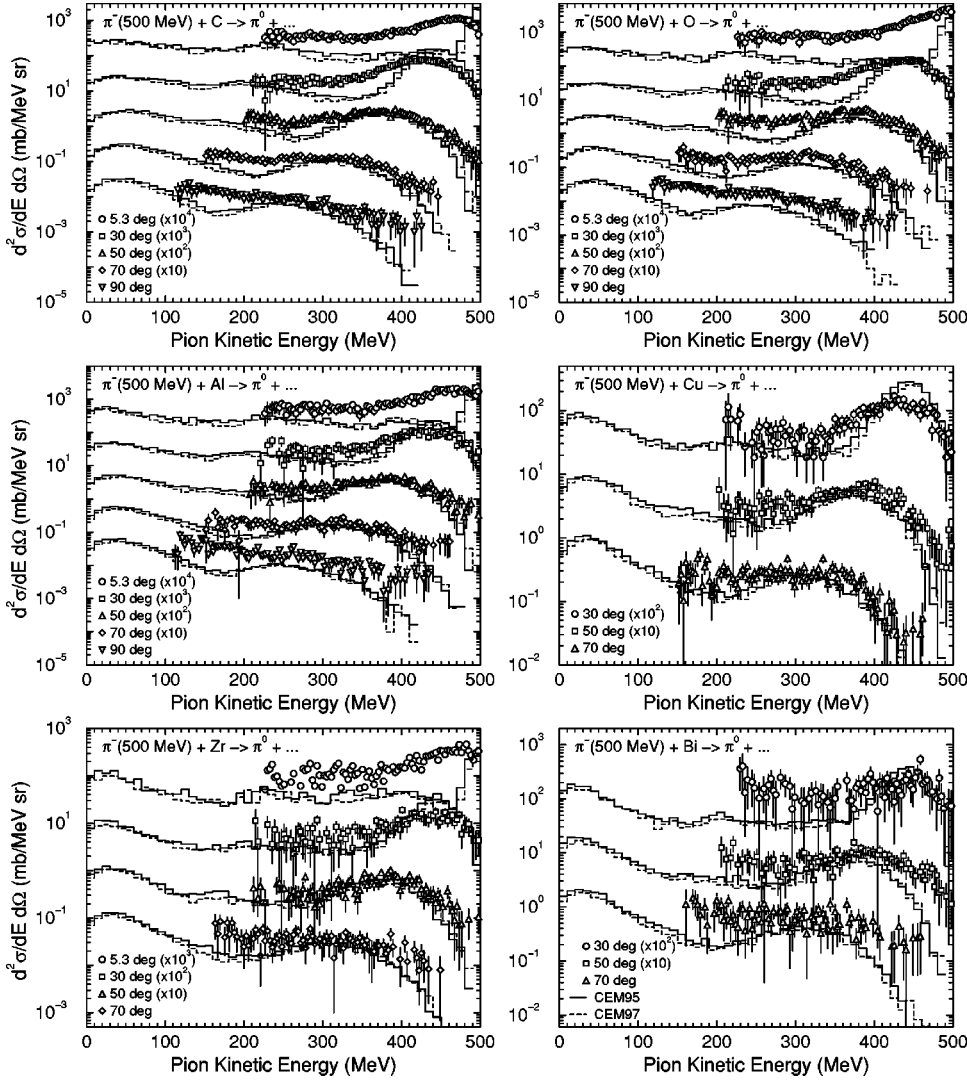 π⁻(500 MeV) + C –> π⁰ + ...
10³
10¹
10⁻¹
10⁻³
10⁻⁵
d²σ/dE dΩ (mb/MeV sr)
5.3 deg (x10⁴)
30 deg (x10³)
50 deg (x10²)
70 deg (x10)
90 deg
0 100 200 300 400 500
Pion Kinetic Energy (MeV)
π⁻(500 MeV) + O –> π⁰ + ...
10³
10¹
10⁻¹
10⁻³
10⁻⁵
5.3 deg (x10⁴)
30 deg (x10³)
50 deg (x10²)
70 deg (x10)
90 deg
0 100 200 300 400 500
Pion Kinetic Energy (MeV)
π⁻(500 MeV) + Al –> π⁰ + ...
10³
10¹
10⁻¹
10⁻³
10⁻⁵
d²σ/dE dΩ (mb/MeV sr)
5.3 deg (x10⁴)
30 deg (x10³)
50 deg (x10²)
70 deg (x10)
90 deg
0 100 200 300 400 500
Pion Kinetic Energy (MeV)
π⁻(500 MeV) + Cu –> π⁰ + ...
10²
10¹
10⁰
10⁻¹
10⁻²
30 deg (x10²)
50 deg (x10)
70 deg
0 100 200 300 400 500
Pion Kinetic Energy (MeV)
π⁻(500 MeV) + Zr –> π⁰ + ...
10³
10¹
10⁻¹
10⁻³
d²σ/dE dΩ (mb/MeV sr)
5.3 deg (x10³)
30 deg (x10²)
50 deg (x10)
70 deg
0 100 200 300 400 500
Pion Kinetic Energy (MeV)
π⁻(500 MeV) + Bi –> π⁰ + ...
10³
10²
10¹
10⁰
10⁻¹
10⁻²
30 deg (x10²)
50 deg (x10)
70 deg
CEM95
CEM97
0 100 200 300 400 500
Pion Kinetic Energy (MeV)